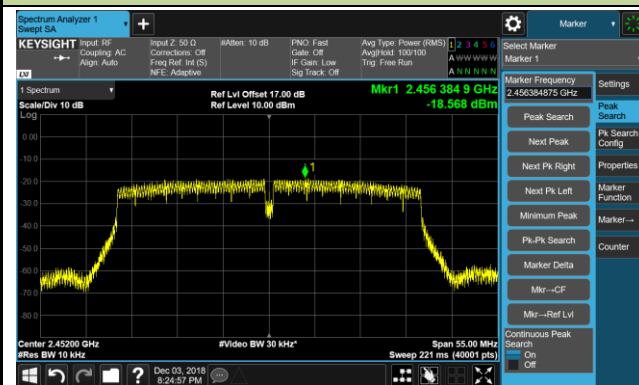 Spectrum Analyzer 1
Swept SA
Marker
KEYSIGHT
Input: RF
Coupling: AC
Align: Auto
Input Z: 50 Ω
Corrections: Off
Freq Ref: Int (S)
NFE: Adaptive
#Atten: 10 dB
PNO: Fast
Gate: Off
IF Gain: Low
Sig Track: Off
Avg Type: Power (RMS)
Avg|Hold: 100/100
Trig: Free Run
1 2 3 4 5 6
A W W W W W
A N N N N N
LXI
Select Marker
Marker 1
1 Spectrum
Scale/Div 10 dB
Log
Ref Lvl Offset 17.00 dB
Ref Level 10.00 dBm
Mkr1 2.456 384 9 GHz
-18.568 dBm
1
0.00
-10.0
-20.0
-30.0
-40.0
-50.0
-60.0
-70.0
-80.0
Center 2.45200 GHz
#Res BW 10 kHz
#Video BW 30 kHz*
Span 55.00 MHz
Sweep 221 ms (40001 pts)
Marker Frequency
2.456384875 GHz
Peak Search
Next Peak
Next Pk Right
Next Pk Left
Minimum Peak
Pk-Pk Search
Marker Delta
Mkr→CF
Mkr→Ref Lvl
Continuous Peak
Search
On
Off
Settings
Peak
Search
Pk Search
Config
Properties
Marker
Function
Marker→
Counter
?
Dec 03, 2018
8:24:57 PM